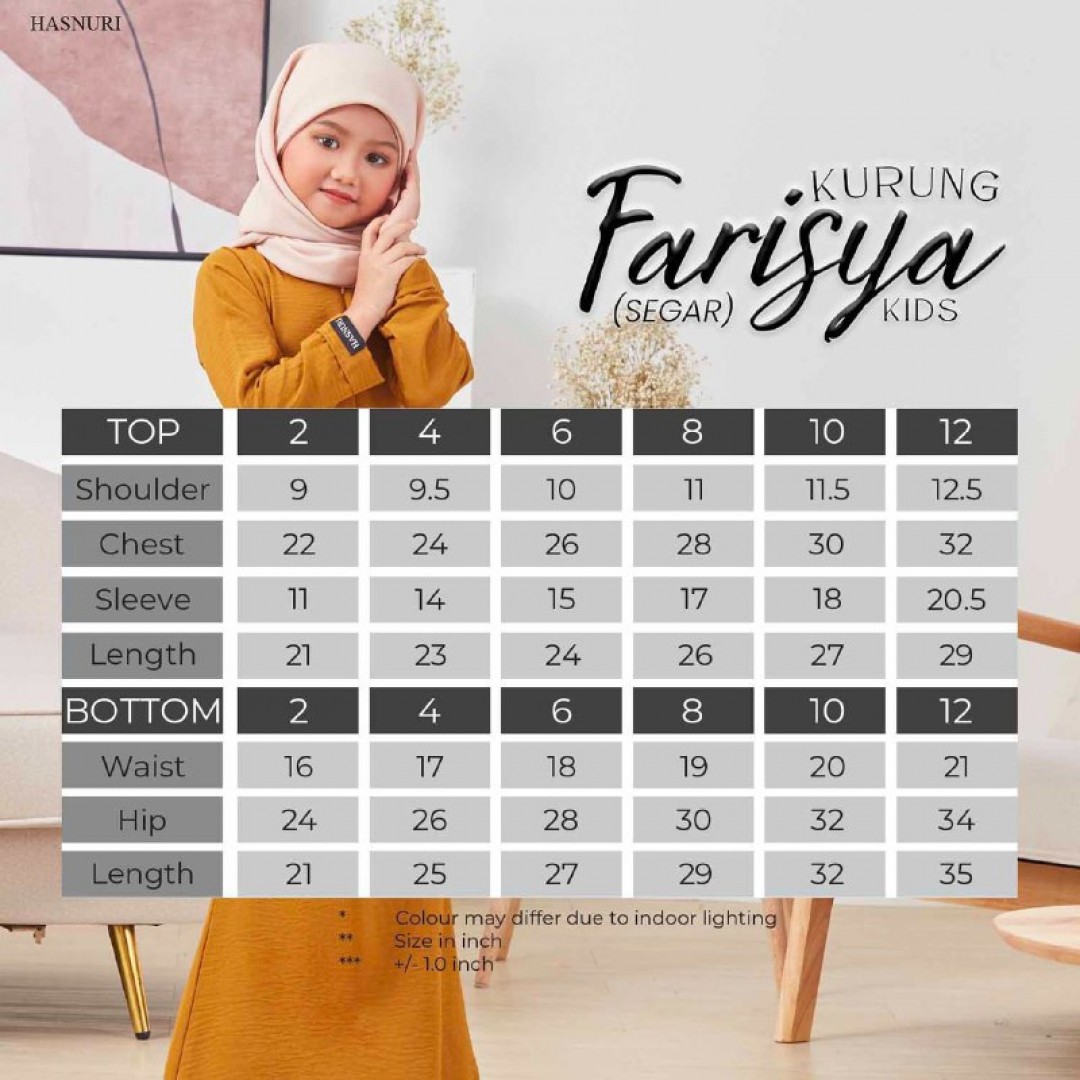 HASNURI
KURUNG
Farisya
(SEGAR) KIDS
TOP 2 4 6 8 10 12
Shoulder 9 9.5 10 11 11.5 12.5
Chest 22 24 26 28 30 32
Sleeve 11 14 15 17 18 20.5
Length 21 23 24 26 27 29
BOTTOM 2 4 6 8 10 12
Waist 16 17 18 19 20 21
Hip 24 26 28 30 32 34
Length 21 25 27 29 32 35
* Colour may differ due to indoor lighting
** Size in inch
*** +/- 1.0 inch